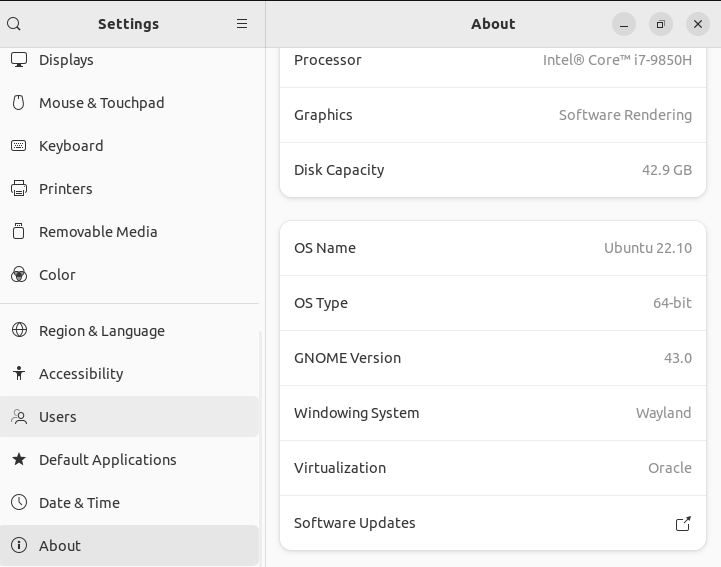 Settings
About
Displays
Mouse & Touchpad
Keyboard
Printers
Removable Media
Color
Region & Language
Accessibility
Users
Default Applications
Date & Time
About
Processor Intel® Core™ i7-9850H
Graphics Software Rendering
Disk Capacity 42.9 GB
OS Name Ubuntu 22.10
OS Type 64-bit
GNOME Version 43.0
Windowing System Wayland
Virtualization Oracle
Software Updates